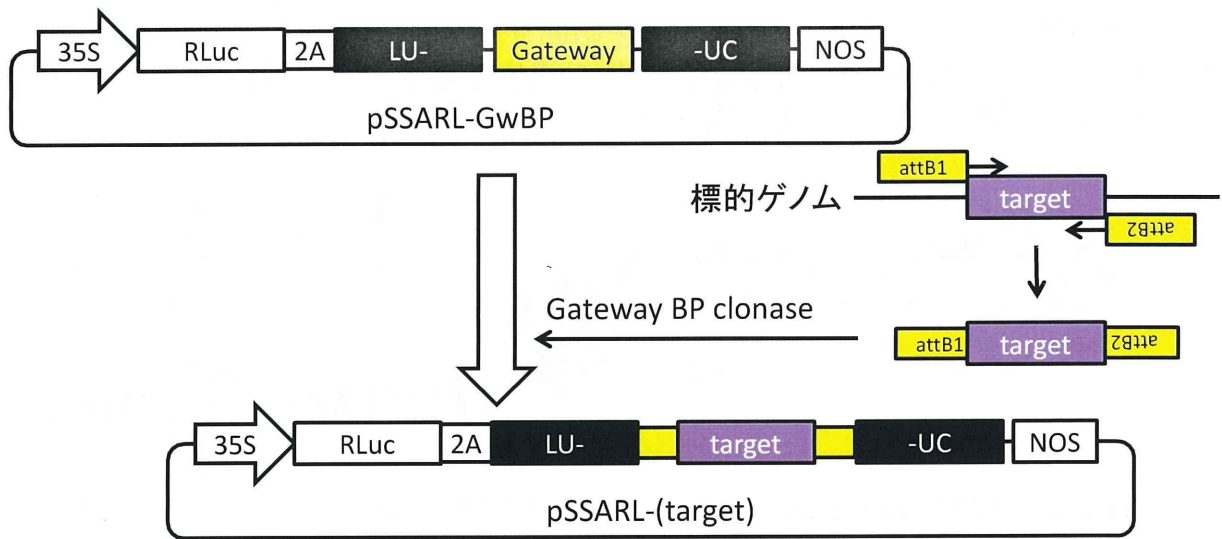 35S RLuc 2A LU- Gateway -UC NOS
pSSARL-GwBP
attB1
標的ゲノム target
attB2
Gateway BP clonase
attB1 target attB2
35S RLuc 2A LU- target -UC NOS
pSSARL-(target)